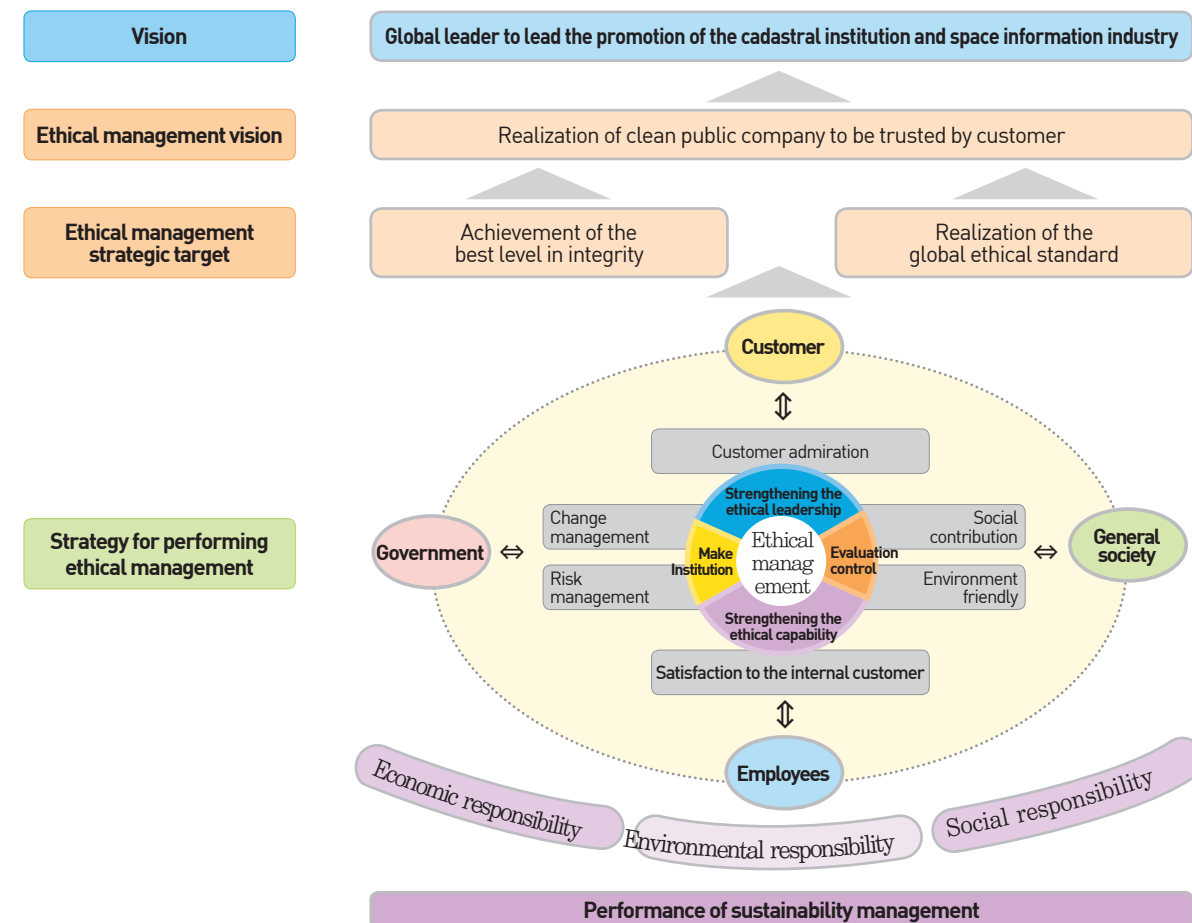 Vision
Global leader to lead the promotion of the cadastral institution and space information industry
Ethical management vision
Realization of clean public company to be trusted by customer
Ethical management
strategic target
Achievement of the
best level in integrity
Realization of the
global ethical standard
Customer
Customer admiration
Strengthening the
ethical leadership
Strategy for performing
ethical management
Government
Change
management
Risk
management
Make
Institution
Ethical
manag
ement
Evaluation
control
Social
contribution
Environment
friendly
General
society
Strengthening the
ethical capability
Satisfaction to the internal customer
Employees
Economic responsibility
Environmental responsibility
Social responsibility
Performance of sustainability management